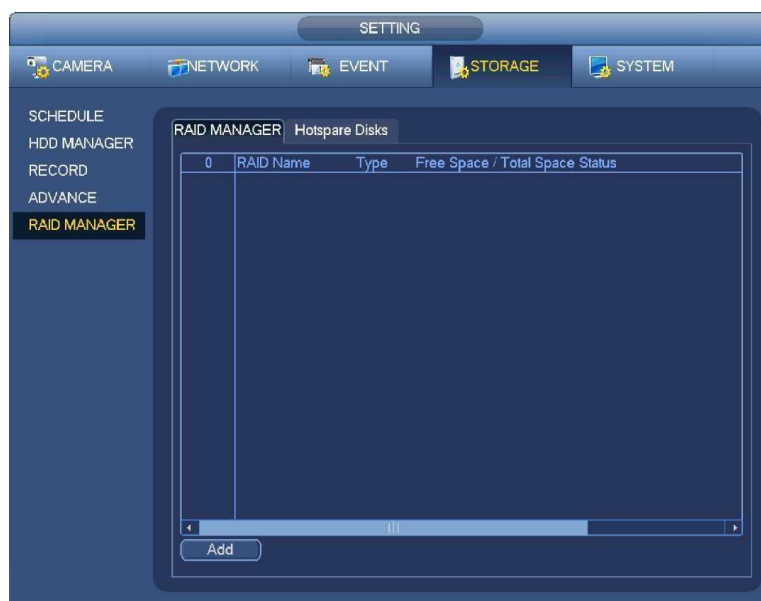 SETTING
CAMERA NETWORK EVENT STORAGE SYSTEM
SCHEDULE
HDD MANAGER
RECORD
ADVANCE
RAID MANAGER
RAID MANAGER Hotspare Disks
0 RAID Name Type Free Space / Total Space Status
Add